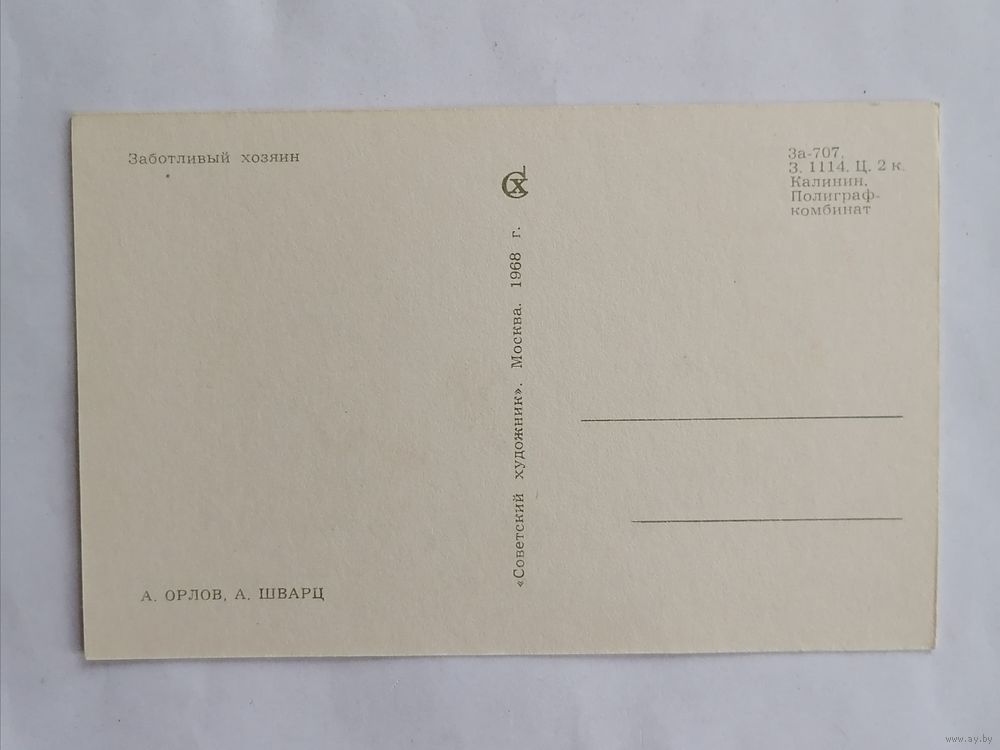 Заботливый хозяин
СХ
За-707.
З. 1114. Ц. 2 к.
Калинин.
Полиграф-
комбинат
«Советский художник». Москва. 1968 г.
А. ОРЛОВ, А. ШВАРЦ
www.ay.by